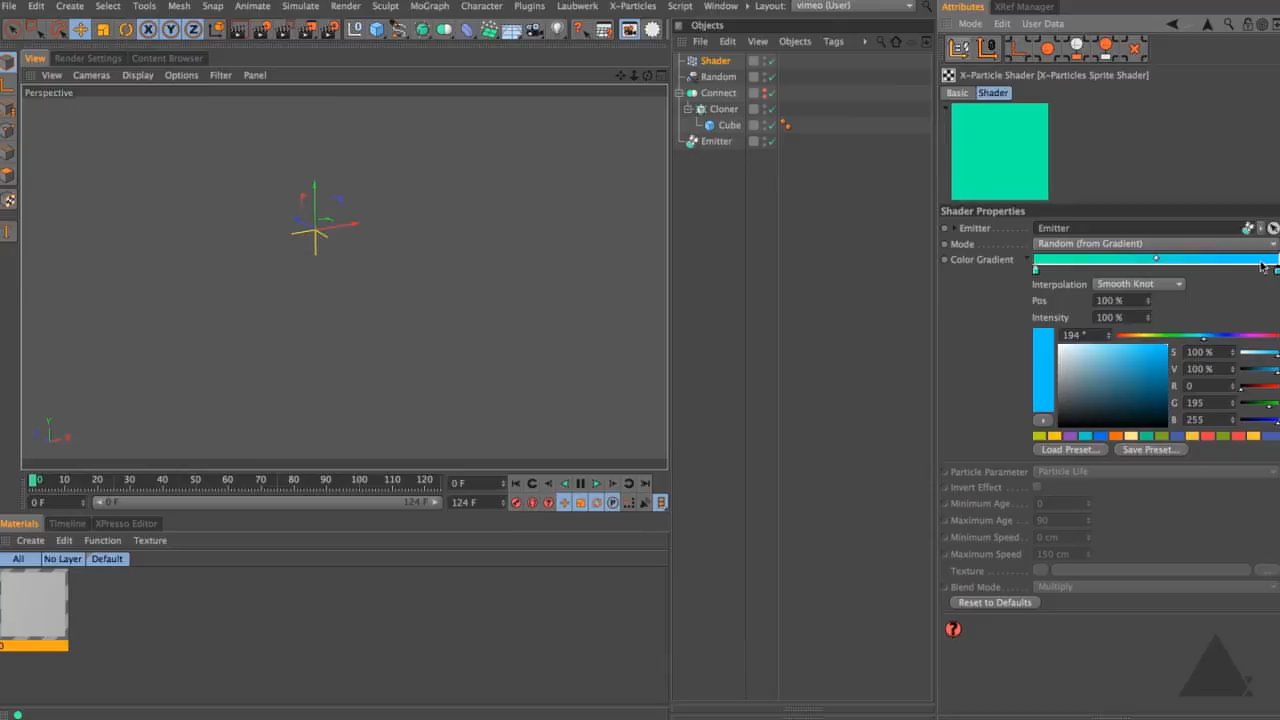 File Edit Create Select Tools Mesh Snap Animate Simulate Render Sculpt MoGraph Character Plugins Laubwerk X-Particles Script Window Layout: vimeo (User)
View Render Settings Content Browser
View Cameras Display Options Filter Panel
Perspective
Y
0 10 20 30 40 50 60 70 80 90 100 110 120 0 F
0 F 0 F 124 F 124 F
Materials Timeline XPresso Editor
Create Edit Function Texture
All No Layer Default
Objects
File Edit View Objects Tags
Shader
Random
Connect
Cloner
Cube
Emitter
Attributes XRef Manager
Mode Edit User Data
X-Particle Shader [X-Particles Sprite Shader]
Basic Shader
Shader Properties
Emitter Emitter
Mode Random (from Gradient)
Color Gradient
Interpolation Smooth Knot
Pos 100 %
Intensity 100 %
194 °
S 100 %
V 100 %
R 0
G 195
B 255
Load Preset... Save Preset...
Particle Parameter Particle Life
Invert Effect
Minimum Age 0
Maximum Age 90
Minimum Speed 0 cm
Maximum Speed 150 cm
Texture
Blend Mode Multiply
Reset to Defaults